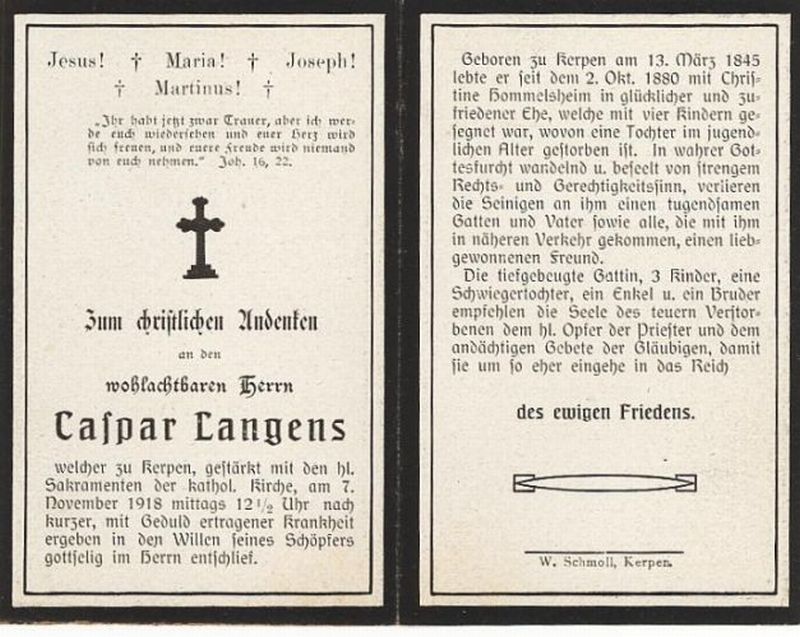 Jesus! † Maria! † Joseph!
† Martinus! †
„Ihr habt jetzt zwar Trauer, aber ich wer-
de euch wiedersehen und euer Herz wird
sich freuen, und euere Freude wird niemand
von euch nehmen.“ Joh. 16, 22.
Zum christlichen Andenken
an den
wohlachtbaren Herrn
Caspar Langens
welcher zu Kerpen, gestärkt mit den hl.
Sakramenten der kathol. Kirche, am 7.
November 1918 mittags 12 1/2 Uhr nach
kurzer, mit Geduld ertragener Krankheit
ergeben in den Willen seines Schöpfers
gottselig im Herrn entschlief.
Geboren zu Kerpen am 13. März 1845
lebte er seit dem 2. Okt. 1880 mit Chris-
tine Hommelsheim in glücklicher und zu-
friedener Ehe, welche mit vier Kindern ge-
segnet war, wovon eine Tochter im jugend-
lichen Alter gestorben ist. In wahrer Got-
tesfurcht wandelnd u. beseelt von strengem
Rechts- und Gerechtigkeitssinn, verlieren
die Seinigen an ihm einen tugendsamen
Gatten und Vater sowie alle, die mit ihm
in näheren Verkehr gekommen, einen lieb-
gewonnenen Freund.
Die tiefgebeugte Gattin, 3 Kinder, eine
Schwiegertochter, ein Enkel u. ein Bruder
empfehlen die Seele des teuern Verstor-
benen dem hl. Opfer der Priester und dem
andächtigen Gebete der Gläubigen, damit
sie um so eher eingehe in das Reich
des ewigen Friedens.
W. Schmoll, Kerpen.